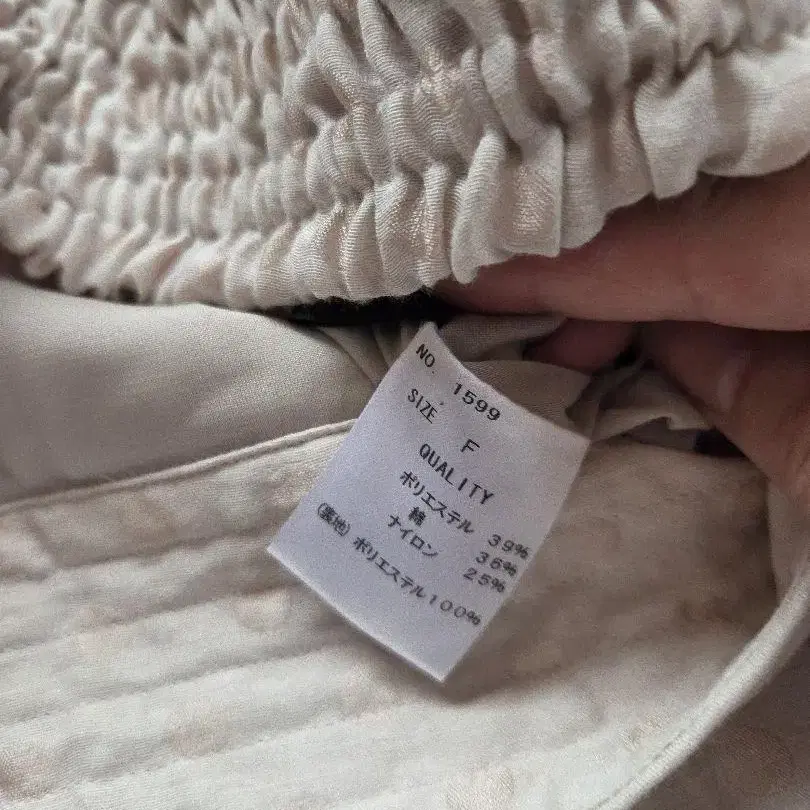 NO. 1599
SIZE F
QUALITY
ポリエステル 39%
綿 36%
ナイロン 25%
(裏地) ポリエステル100%